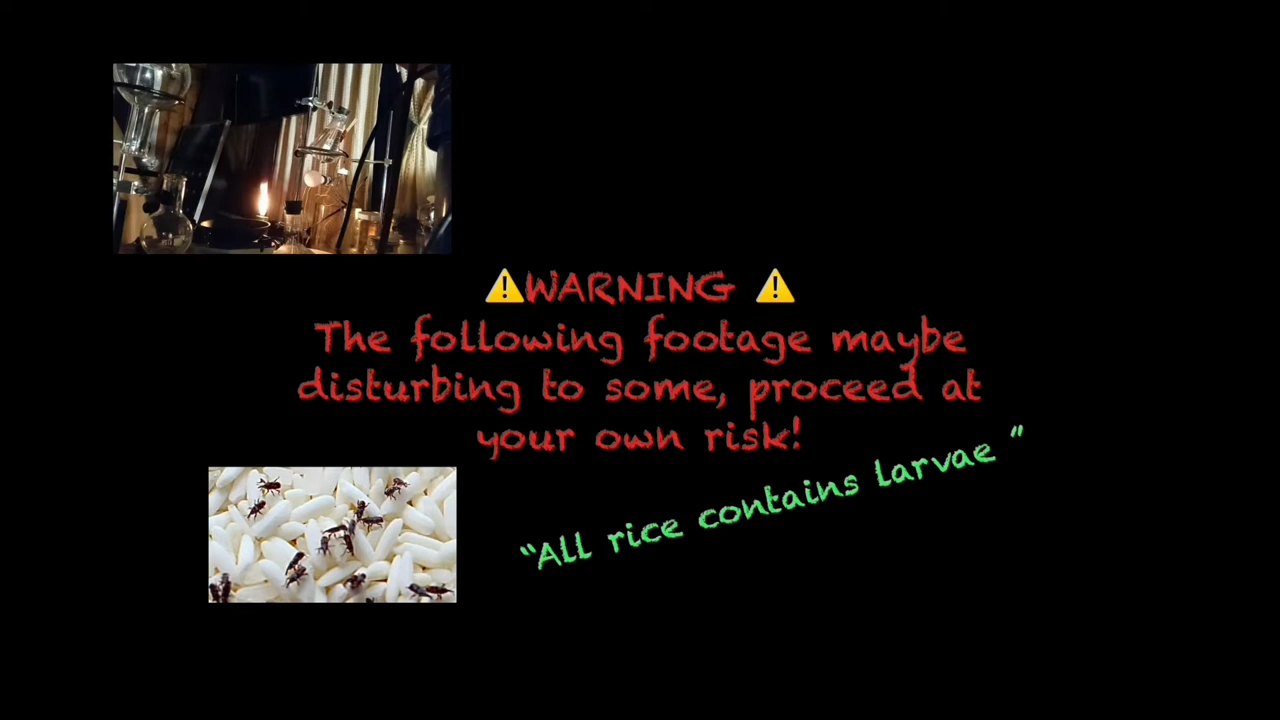 ⚠️WARNING ⚠️
The following footage maybe
disturbing to some, proceed at
your own risk!
“All rice contains larvae ”